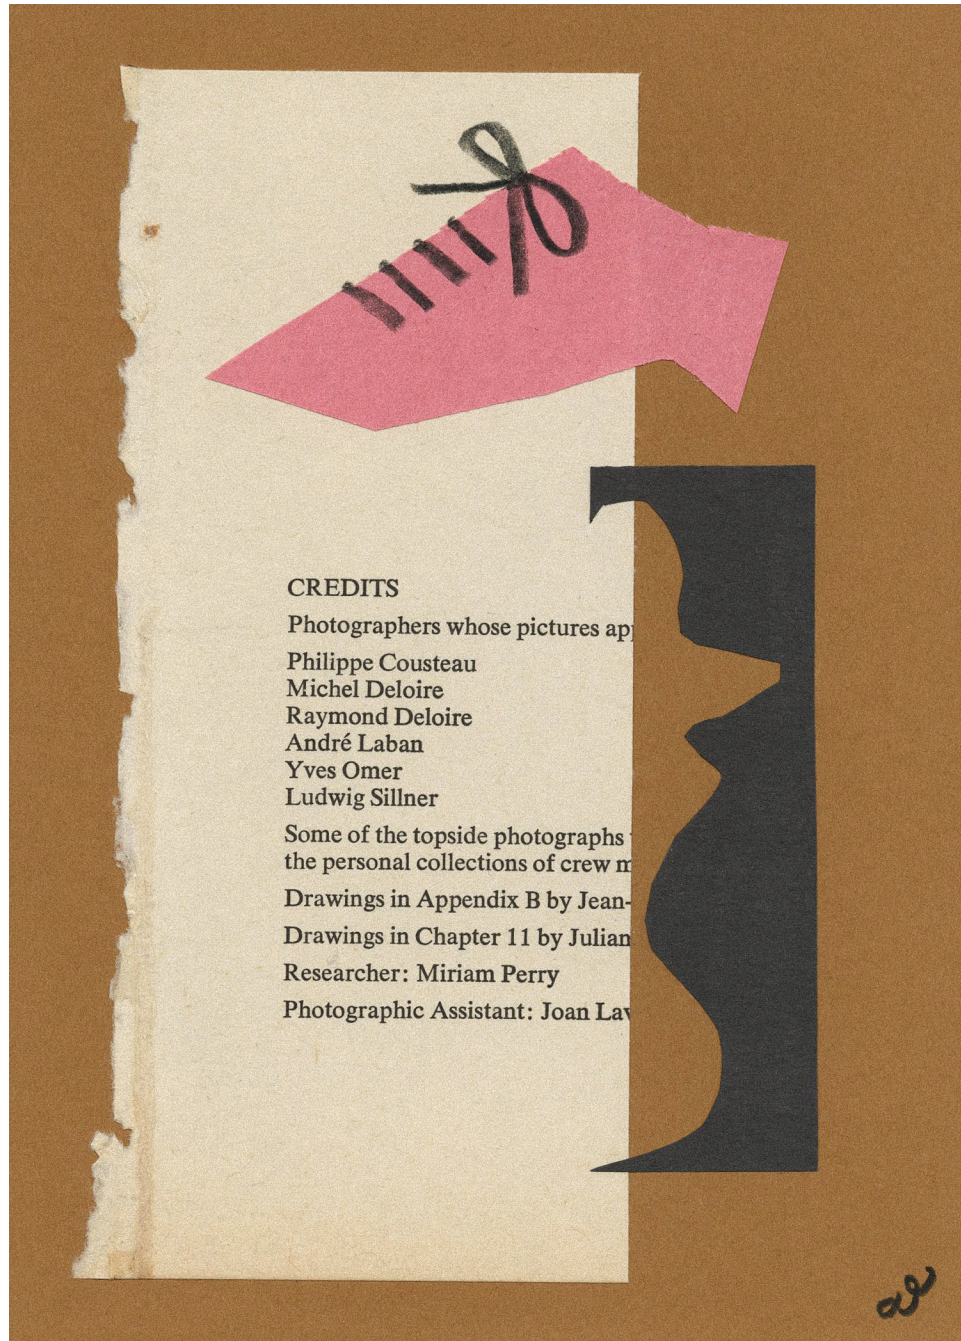 CREDITS
Photographers whose pictures
Philippe Cousteau
Michel Deloire
Raymond Deloire
André Laban
Yves Omer
Ludwig Sillner
Some of the topside photographs
the personal collections of crew
Drawings in Appendix B by Jean-
Drawings in Chapter 11 by Julian
Researcher: Miriam Perry
Photographic Assistant: Joan